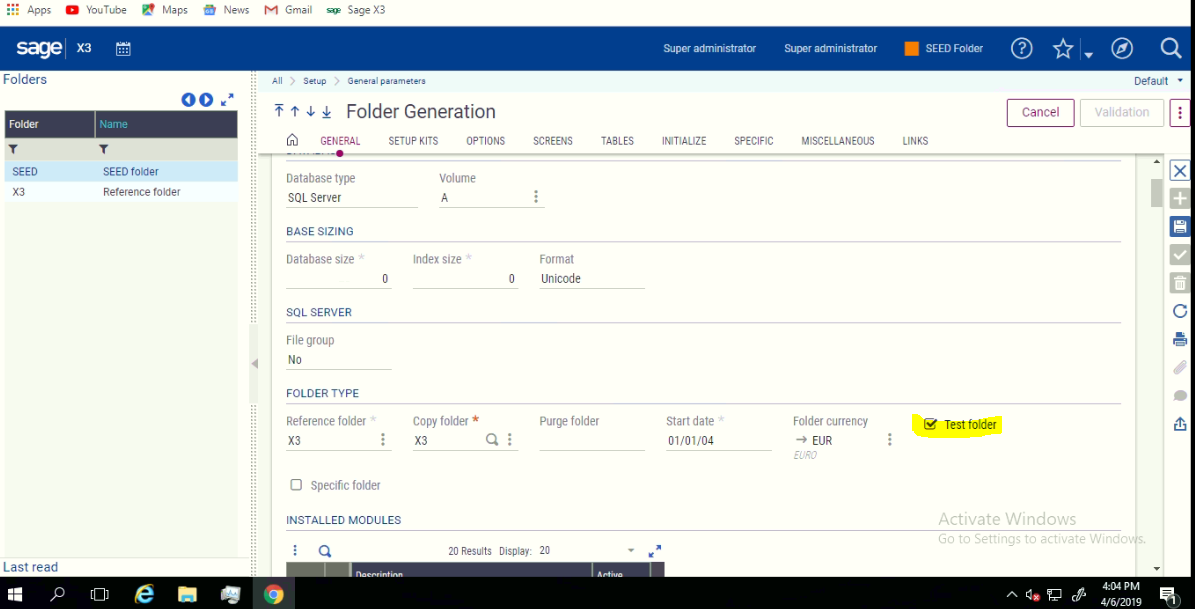 Apps YouTube Maps News Gmail sage Sage X3
sage X3 Super administrator Super administrator SEED Folder ?
Folders
All > Setup > General parameters Default
Folder Generation Cancel Validation
Folder Name
GENERAL SETUP KITS OPTIONS SCREENS TABLES INITIALIZE SPECIFIC MISCELLANEOUS LINKS
SEED SEED folder
X3 Reference folder
Database type Volume
SQL Server A
BASE SIZING
Database size * Index size * Format
0 0 Unicode
SQL SERVER
File group
No
FOLDER TYPE
Reference folder * Copy folder * Purge folder Start date * Folder currency Test folder
X3 X3 01/01/04 EUR
EURO
Specific folder
INSTALLED MODULES
20 Results Display: 20
Description Active
Activate Windows
Go to Settings to activate Windows.
Last read
4:04 PM
4/6/2019
1